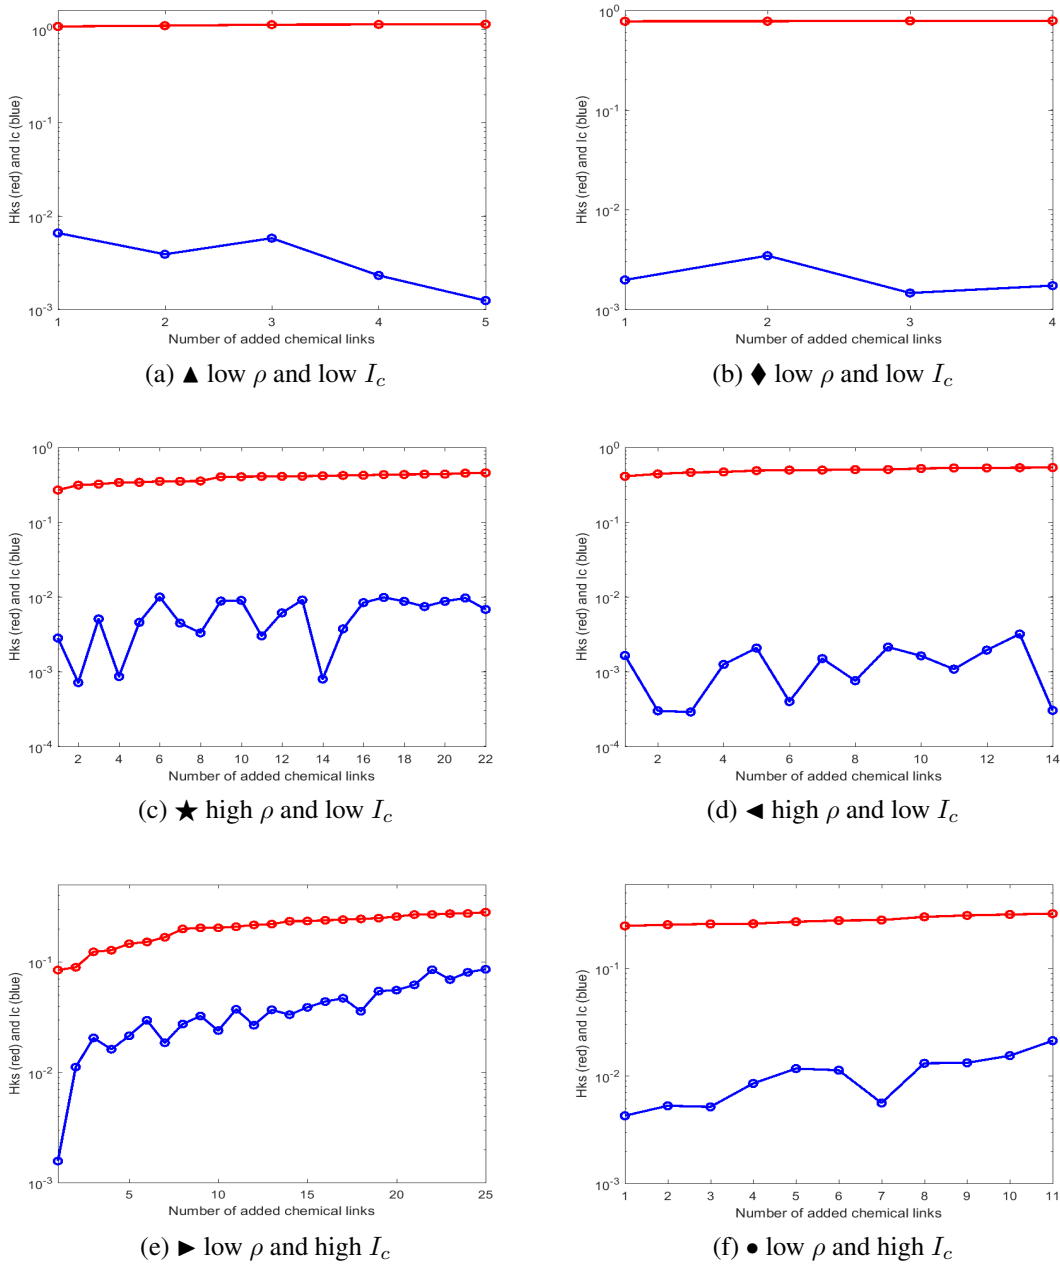 10^0
10^-1
10^-2
10^-3
Hks (red) and Ic (blue)
1 2 3 4 5
Number of added chemical links
(a) ▲ low ρ and low I_c
10^0
10^-1
10^-2
10^-3
Hks (red) and Ic (blue)
1 2 3 4
Number of added chemical links
(b) ♦ low ρ and low I_c
10^0
10^-1
10^-2
10^-3
10^-4
Hks (red) and Ic (blue)
2 4 6 8 10 12 14 16 18 20 22
Number of added chemical links
(c) ★ high ρ and low I_c
10^0
10^-1
10^-2
10^-3
10^-4
Hks (red) and Ic (blue)
2 4 6 8 10 12 14
Number of added chemical links
(d) ◄ high ρ and low I_c
10^-1
10^-2
10^-3
Hks (red) and Ic (blue)
5 10 15 20 25
Number of added chemical links
(e) ► low ρ and high I_c
10^-1
10^-2
10^-3
Hks (red) and Ic (blue)
1 2 3 4 5 6 7 8 9 10 11
Number of added chemical links
(f) • low ρ and high I_c